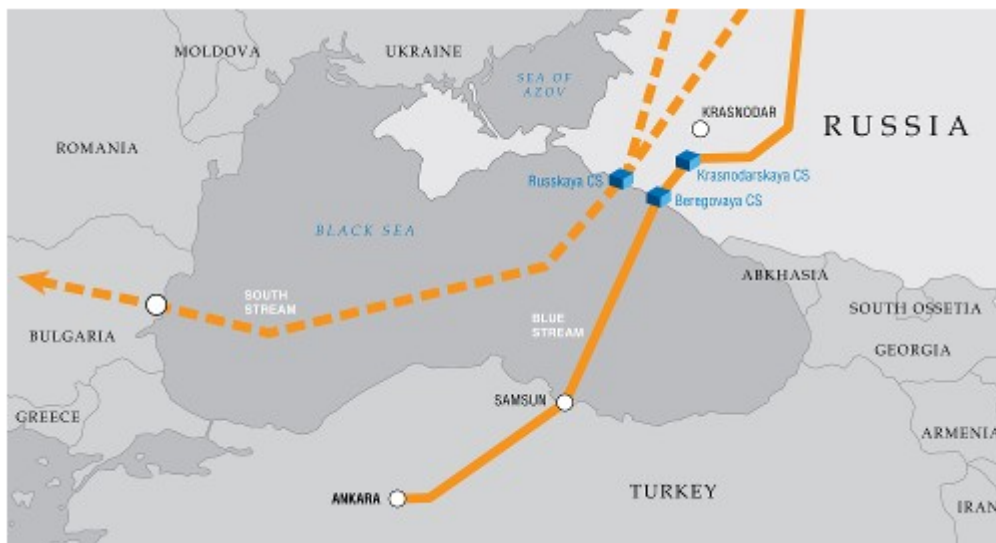 MOLDOVA
UKRAINE
SEA OF
AZOV
KRASNODAR
RUSSIA
ROMANIA
Russkaya CS
Krasnodarskaya CS
Beregovaya CS
BLACK SEA
ABKHASIA
SOUTH
STREAM
SOUTH OSSETIA
BLUE
STREAM
BULGARIA
GEORGIA
SAMSUN
GREECE
ARMENIA
ANKARA
TURKEY
IRAN